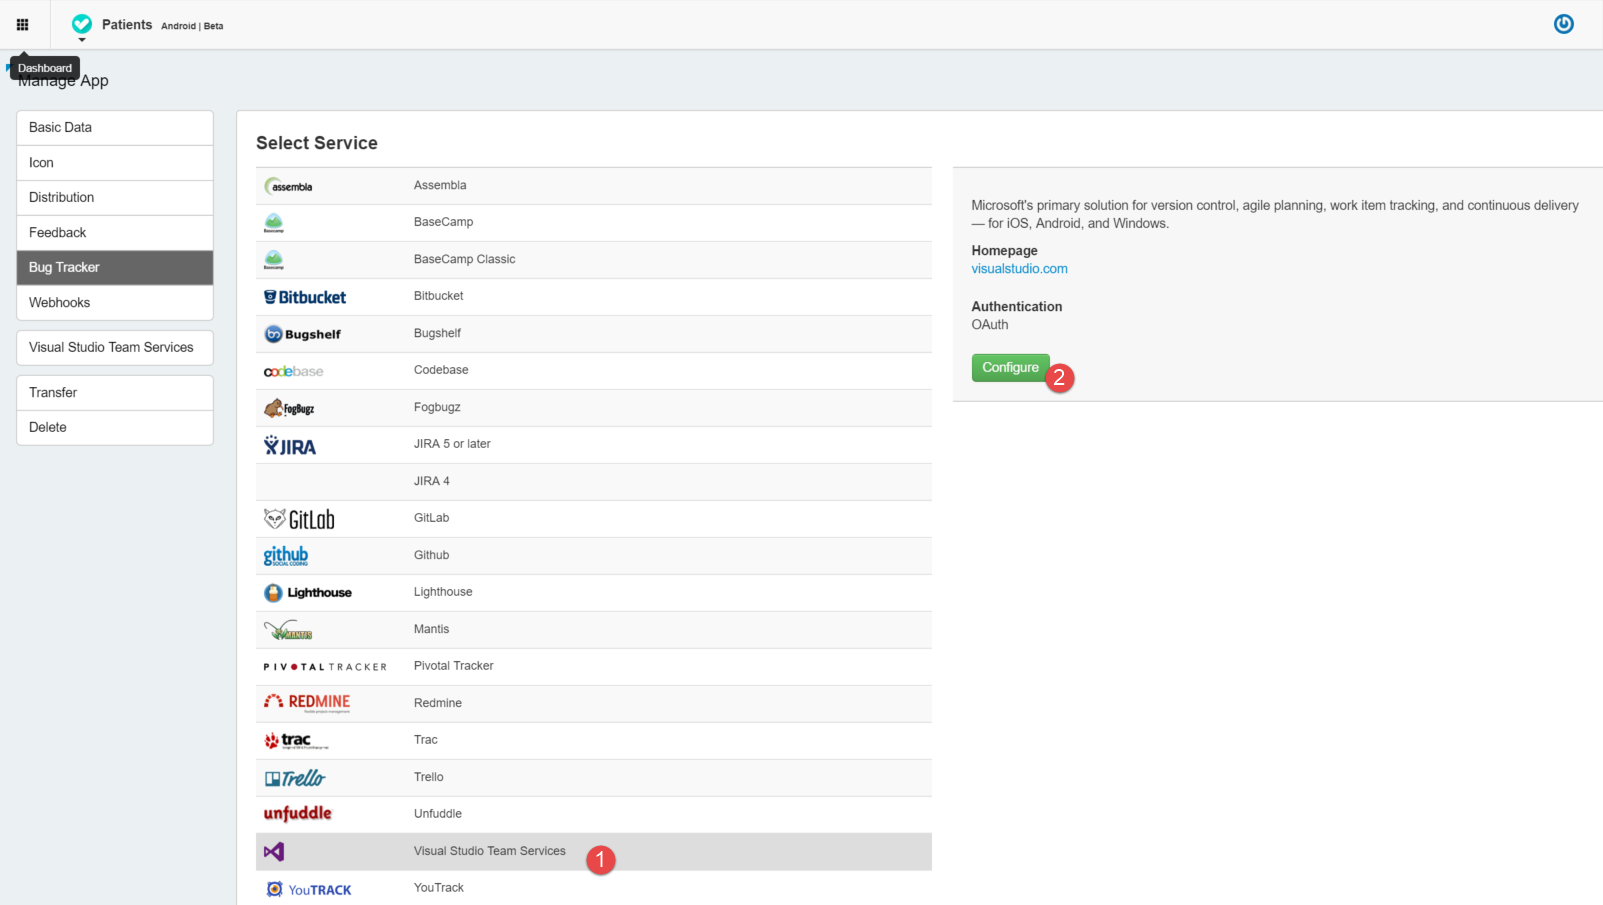 Patients Android | Beta
Dashboard
Manage App
Basic Data
Icon
Distribution
Feedback
Bug Tracker
Webhooks
Visual Studio Team Services
Transfer
Delete
Select Service
assembla Assembla
Basecamp BaseCamp
Basecamp BaseCamp Classic
Bitbucket Bitbucket
Bugshelf Bugshelf
codebase Codebase
FogBugz Fogbugz
JIRA JIRA 5 or later
JIRA 4
GitLab GitLab
github Github
SOCIAL CODING
Lighthouse Lighthouse
MANTIS Mantis
PIVOTAL TRACKER Pivotal Tracker
REDMINE Redmine
trac Trac
Trello Trello
unfuddle Unfuddle
Visual Studio Team Services 1
YouTRACK YouTrack
Microsoft's primary solution for version control, agile planning, work item tracking, and continuous delivery
— for iOS, Android, and Windows.
Homepage
visualstudio.com
Authentication
OAuth
Configure 2